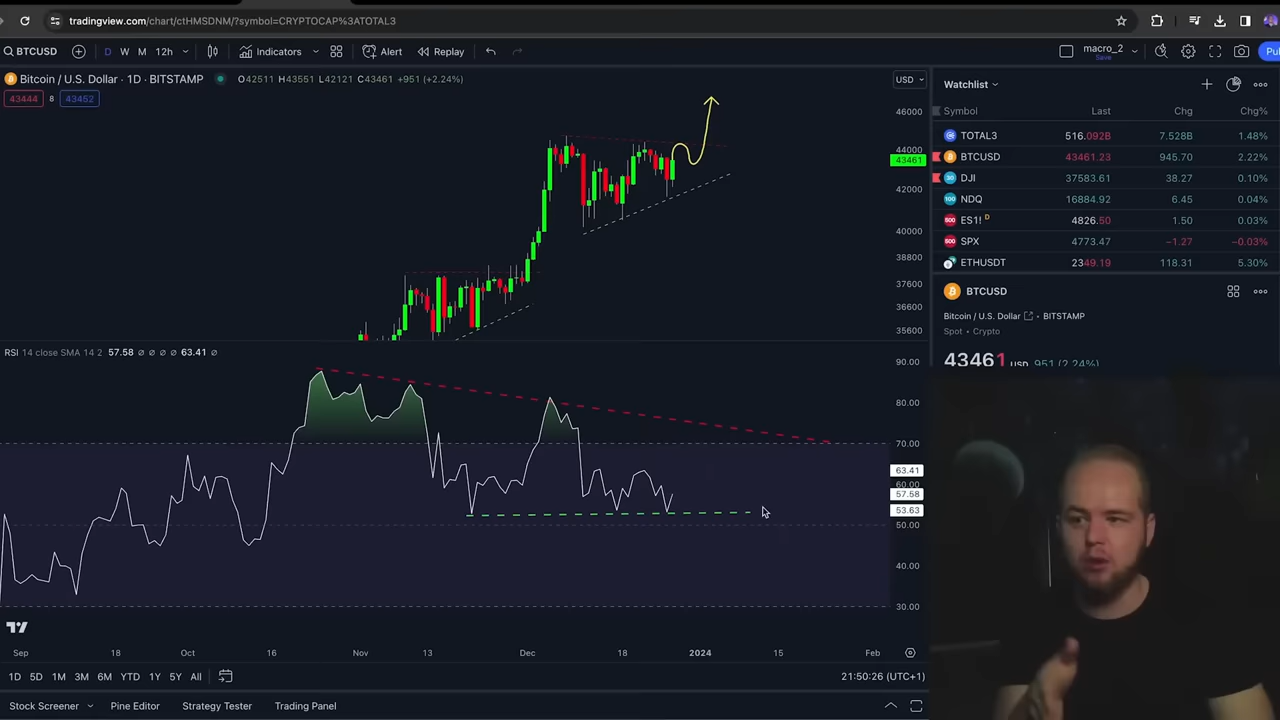 tradingview.com/chart/ctHMSDNM/?symbol=CRYPTOCAP%3ATOTAL3
BTCUSD D W M 12h Indicators Alert Replay macro_2 Save Pu
Bitcoin / U.S. Dollar · 1D · BITSTAMP O42511 H43551 L42121 C43461 +951 (+2.24%)
43444 8 43452
USD
46000
44000
43461
42000
40000
38800
37600
36600
35600
RSI 14 close SMA 14 2 57.58 ∅ ∅ ∅ ∅ 63.41 ∅
90.00
80.00
70.00
63.41
60.00
57.58
53.63
50.00
40.00
30.00
Sep 18 Oct 16 Nov 13 Dec 18 2024 15 Feb
1D 5D 1M 3M 6M YTD 1Y 5Y All 21:50:26 (UTC+1)
Stock Screener Pine Editor Strategy Tester Trading Panel
Watchlist
Symbol Last Chg Chg%
TOTAL3 516.092B 7.528B 1.48%
BTCUSD 43461.23 945.70 2.22%
DJI 37583.61 38.27 0.10%
NDQ 16884.92 6.45 0.04%
ES1! D 4826.50 1.50 0.03%
SPX 4773.47 −1.27 −0.03%
ETHUSDT 2349.19 118.31 5.30%
BTCUSD
Bitcoin / U.S. Dollar BITSTAMP
Spot • Crypto
43461 USD 951 (2.24%)